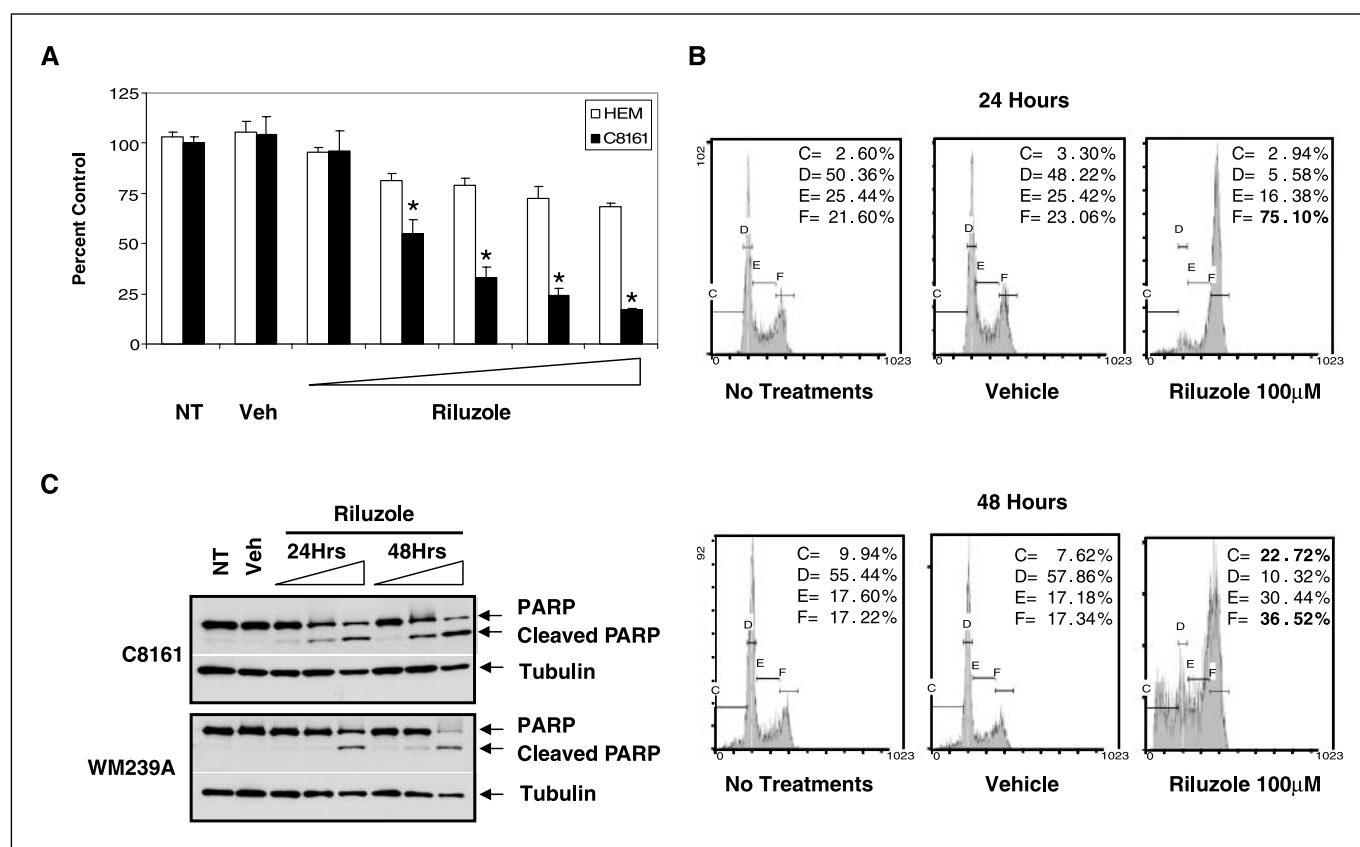 A
125
100
75
50
25
0
Percent Control
HEM
C8161
*
*
*
*
NT Veh Riluzole
B
24 Hours
102
C= 2.60%
D= 50.36%
E= 25.44%
F= 21.60%
D
E
F
C
0 1023
No Treatments
C= 3.30%
D= 48.22%
E= 25.42%
F= 23.06%
D
E
F
C
0 1023
Vehicle
C= 2.94%
D= 5.58%
E= 16.38%
F= 75.10%
D
E
F
C
0 1023
Riluzole 100μM
48 Hours
92
C= 9.94%
D= 55.44%
E= 17.60%
F= 17.22%
D
E
F
C
0 1023
No Treatments
C= 7.62%
D= 57.86%
E= 17.18%
F= 17.34%
D
E
F
C
0 1023
Vehicle
C= 22.72%
D= 10.32%
E= 30.44%
F= 36.52%
D
E
F
C
0 1023
Riluzole 100μM
C
Riluzole
NT Veh 24Hrs 48Hrs
C8161
PARP
Cleaved PARP
Tubulin
WM239A
PARP
Cleaved PARP
Tubulin